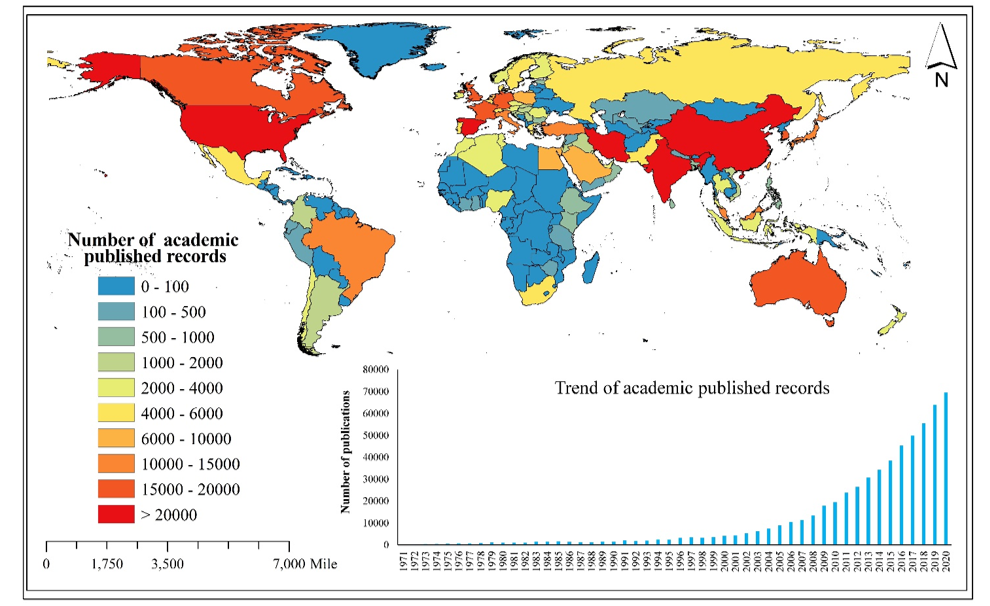 N
Number of academic
published records
0 - 100
100 - 500
500 - 1000
1000 - 2000
2000 - 4000
4000 - 6000
6000 - 10000
10000 - 15000
15000 - 20000
> 20000
0 1,750 3,500 7,000 Mile
Trend of academic published records
Number of publications
80000
70000
60000
50000
40000
30000
20000
10000
0
1971 1972 1973 1974 1975 1976 1977 1978 1979 1980 1981 1982 1983 1984 1985 1986 1987 1988 1989 1990 1991 1992 1993 1994 1995 1996 1997 1998 1999 2000 2001 2002 2003 2004 2005 2006 2007 2008 2009 2010 2011 2012 2013 2014 2015 2016 2017 2018 2019 2020